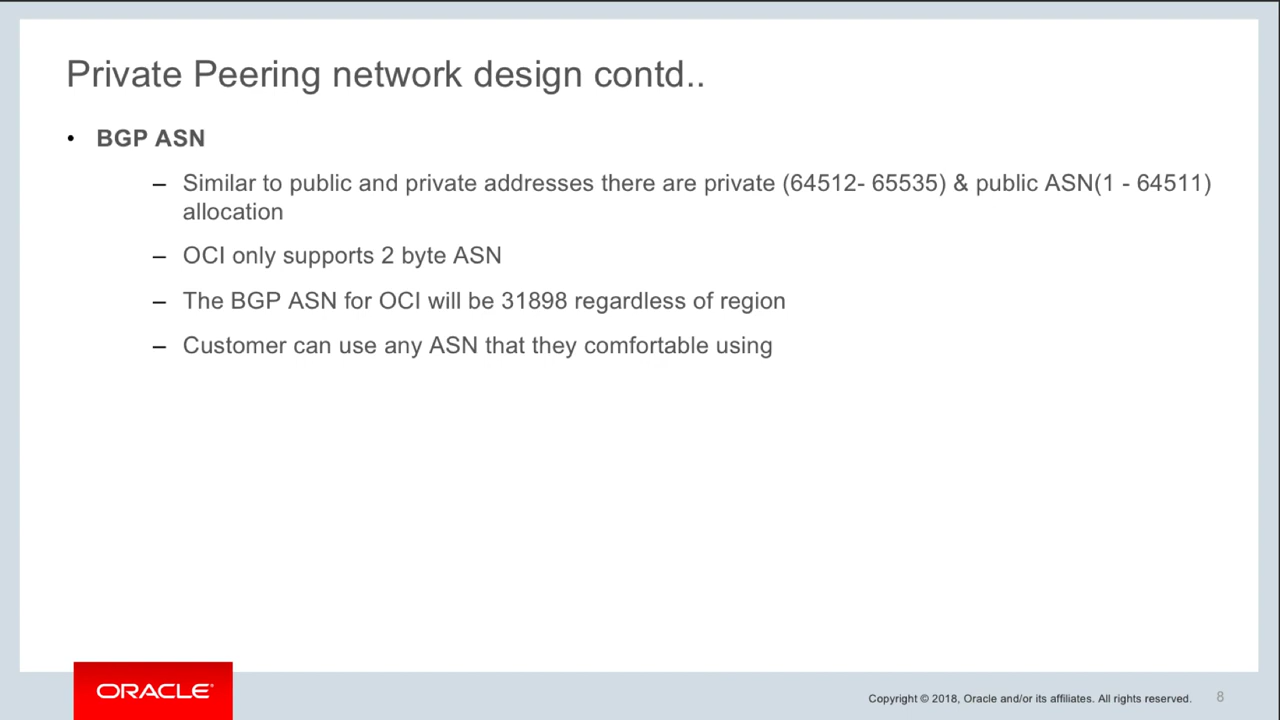 Private Peering network design contd..
• BGP ASN
– Similar to public and private addresses there are private (64512- 65535) & public ASN(1 - 64511)
allocation
– OCI only supports 2 byte ASN
– The BGP ASN for OCI will be 31898 regardless of region
– Customer can use any ASN that they comfortable using
ORACLE®
Copyright © 2018, Oracle and/or its affiliates. All rights reserved. 8